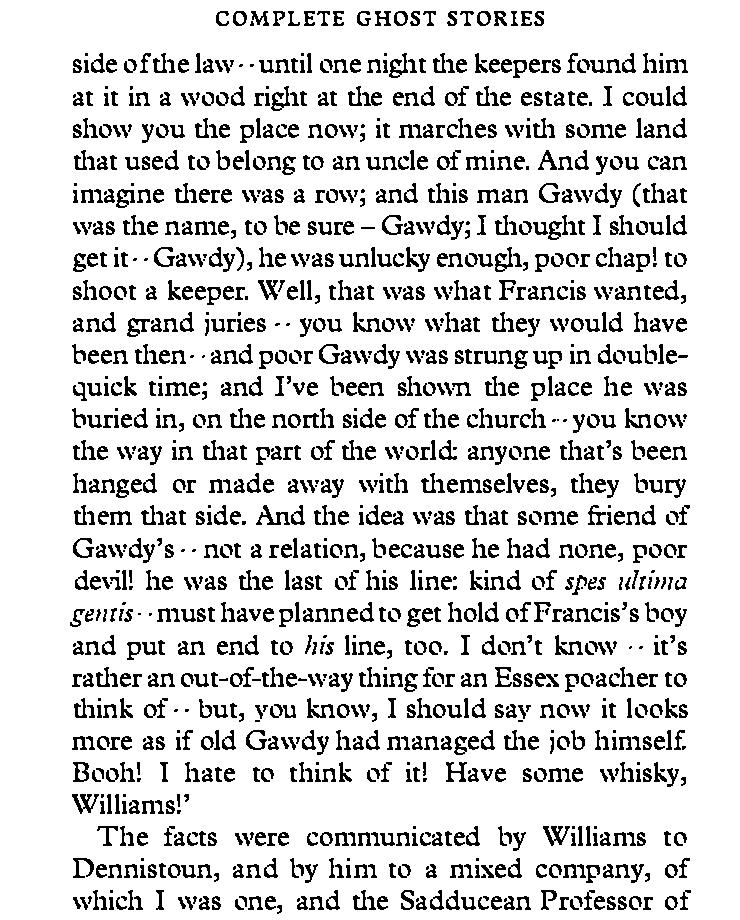 COMPLETE GHOST STORIES
side of the law – until one night the keepers found him
at it in a wood right at the end of the estate. I could
show you the place now; it marches with some land
that used to belong to an uncle of mine. And you can
imagine there was a row; and this man Gawdy (that
was the name, to be sure – Gawdy; I thought I should
get it – Gawdy), he was unlucky enough, poor chap! to
shoot a keeper. Well, that was what Francis wanted,
and grand juries – you know what they would have
been then – and poor Gawdy was strung up in double-
quick time; and I've been shown the place he was
buried in, on the north side of the church – you know
the way in that part of the world: anyone that's been
hanged or made away with themselves, they bury
them that side. And the idea was that some friend of
Gawdy's – not a relation, because he had none, poor
devil! he was the last of his line: kind of spes ultima
gentis – must have planned to get hold of Francis's boy
and put an end to his line, too. I don't know – it's
rather an out-of-the-way thing for an Essex poacher to
think of – but, you know, I should say now it looks
more as if old Gawdy had managed the job himself.
Booh! I hate to think of it! Have some whisky,
Williams!'
The facts were communicated by Williams to
Dennistoun, and by him to a mixed company, of
which I was one, and the Sadducean Professor of